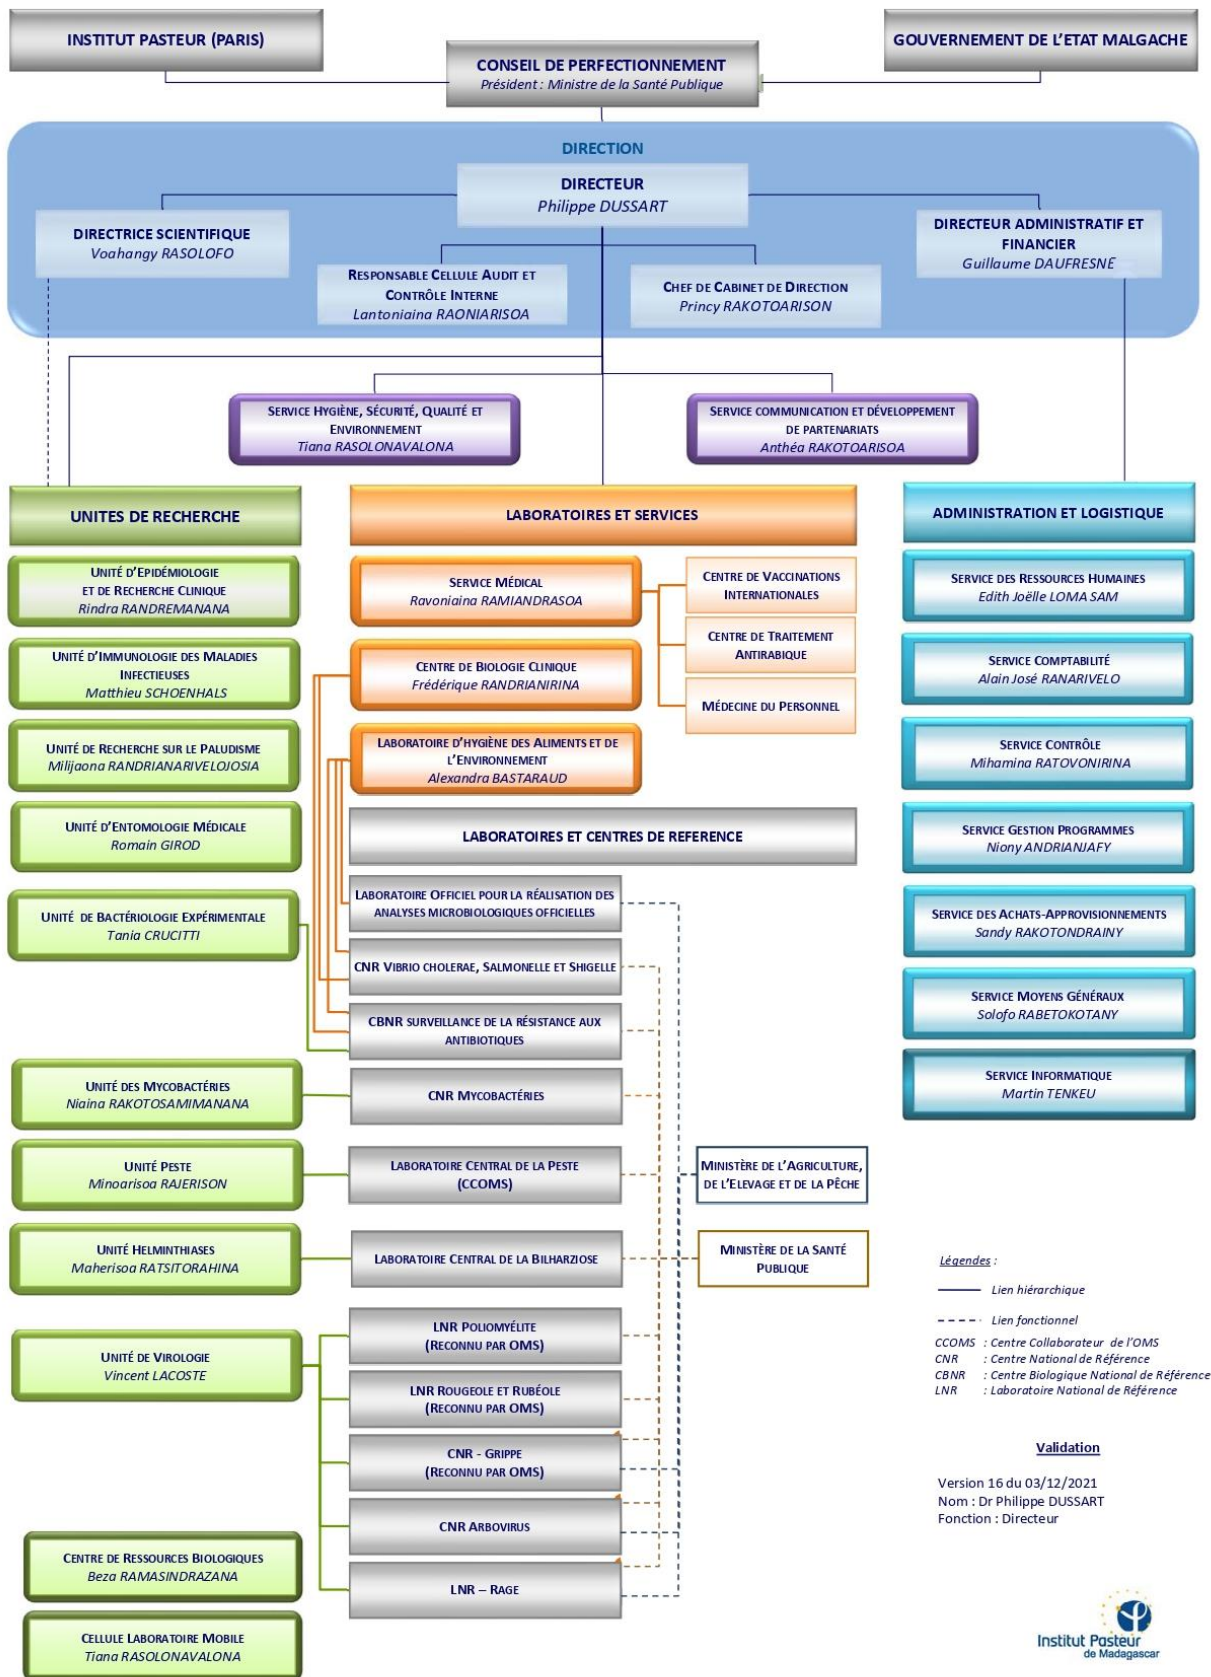 INSTITUT PASTEUR (PARIS)
GOUVERNEMENT DE L'ETAT MALGACHE
CONSEIL DE PERFECTIONNEMENT
Président : Ministre de la Santé Publique
DIRECTION
DIRECTEUR
Philippe DUSSART
DIRECTRICE SCIENTIFIQUE
Voahangy RASOLOFO
DIRECTEUR ADMINISTRATIF ET
FINANCIER
Guillaume DAUFRESNE
RESPONSABLE CELLULE AUDIT ET
CONTRÔLE INTERNE
Lantoniaina RAONIARISOA
CHEF DE CABINET DE DIRECTION
Princy RAKOTOARISON
SERVICE HYGIÈNE, SÉCURITÉ, QUALITÉ ET
ENVIRONNEMENT
Tiana RASOLONAVALONA
SERVICE COMMUNICATION ET DÉVELOPPEMENT
DE PARTENARIATS
Anthéa RAKOTOARISOA
UNITES DE RECHERCHE
UNITÉ D'EPIDÉMIOLOGIE
ET DE RECHERCHE CLINIQUE
Rindra RANDREMANANA
UNITÉ D'IMMUNOLOGIE DES MALADIES
INFECTIEUSES
Matthieu SCHOENHALS
UNITÉ DE RECHERCHE SUR LE PALUDISME
Milijaona RANDRIANARIVELOJOSIA
UNITÉ D'ENTOMOLOGIE MÉDICALE
Romain GIROD
UNITÉ DE BACTÉRIOLOGIE EXPÉRIMENTALE
Tania CRUCITTI
UNITÉ DES MYCOBACTÉRIES
Niaina RAKOTOSAMIMANANA
UNITÉ PESTE
Minoarisoa RAJERISON
UNITÉ HELMINTHIASES
Maherisoa RATSITORAHINA
UNITÉ DE VIROLOGIE
Vincent LACOSTE
CENTRE DE RESSOURCES BIOLOGIQUES
Beza RAMASINDRAZANA
CELLULE LABORATOIRE MOBILE
Tiana RASOLONAVALONA
LABORATOIRES ET SERVICES
SERVICE MÉDICAL
Ravoniaina RAMIANDRASOA
CENTRE DE VACCINATIONS
INTERNATIONALES
CENTRE DE TRAITEMENT
ANTIRABIQUE
MÉDECINE DU PERSONNEL
CENTRE DE BIOLOGIE CLINIQUE
Frédérique RANDRIANIRINA
LABORATOIRE D'HYGIÈNE DES ALIMENTS ET DE
L'ENVIRONNEMENT
Alexandra BASTARAUD
LABORATOIRES ET CENTRES DE REFERENCE
LABORATOIRE OFFICIEL POUR LA RÉALISATION DES
ANALYSES MICROBIOLOGIQUES OFFICIELLES
CNR VIBRIO CHOLERAE, SALMONELLE ET SHIGELLE
CBNR SURVEILLANCE DE LA RÉSISTANCE AUX
ANTIBIOTIQUES
CNR MYCOBACTÉRIES
LABORATOIRE CENTRAL DE LA PESTE
(CCOMS)
LABORATOIRE CENTRAL DE LA BILHARZIOSE
LNR POLIOMYÉLITE
(RECONNU PAR OMS)
LNR ROUGEOLE ET RUBÉOLE
(RECONNU PAR OMS)
CNR - GRIPPE
(RECONNU PAR OMS)
CNR ARBOVIRUS
LNR – RAGE
MINISTÈRE DE L'AGRICULTURE,
DE L'ELEVAGE ET DE LA PÊCHE
MINISTÈRE DE LA SANTÉ
PUBLIQUE
ADMINISTRATION ET LOGISTIQUE
SERVICE DES RESSOURCES HUMAINES
Edith Joëlle LOMA SAM
SERVICE COMPTABILITÉ
Alain José RANARIVELO
SERVICE CONTRÔLE
Mihamina RATOVONIRINA
SERVICE GESTION PROGRAMMES
Niony ANDRIANJAFY
SERVICE DES ACHATS-APPROVISIONNEMENTS
Sandy RAKOTONDRAINY
SERVICE MOYENS GÉNÉRAUX
Solofo RABETOKOTANY
SERVICE INFORMATIQUE
Martin TENKEU
Légendes :
Lien hiérarchique
Lien fonctionnel
CCOMS : Centre Collaborateur de l'OMS
CNR : Centre National de Référence
CBNR : Centre Biologique National de Référence
LNR : Laboratoire National de Référence
Validation
Version 16 du 03/12/2021
Nom : Dr Philippe DUSSART
Fonction : Directeur
Institut Pasteur
de Madagascar